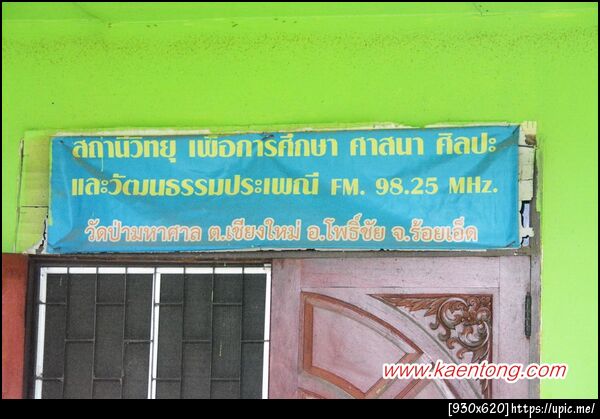 สถานีวิทยุ เพื่อการศึกษา ศาสนา ศิลปะ
และวัฒนธรรมประเพณี FM. 98.25 MHz.
วัดป่ามหาศาล ต.เชียงใหม่ อ.โพธิ์ชัย จ.ร้อยเอ็ด
www.kaentong.com
[930x620]https://upic.me/